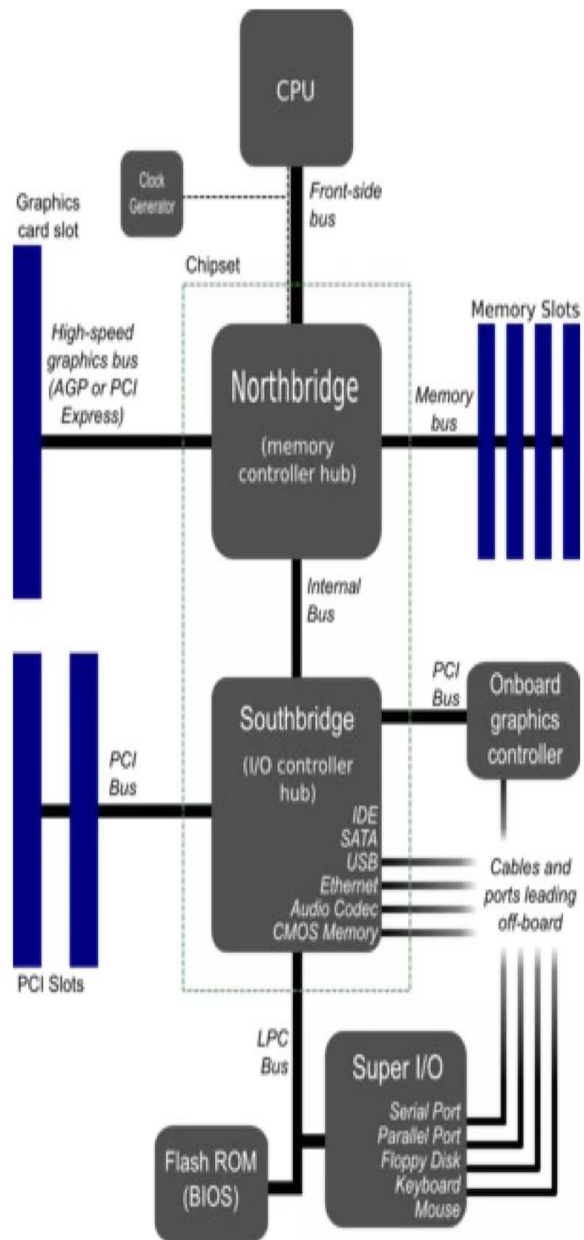 CPU
Clock
Generator
Front-side
bus
Graphics
card slot
Chipset
High-speed
graphics bus
(AGP or PCI
Express)
Northbridge
(memory
controller hub)
Memory
bus
Memory Slots
Internal
Bus
Southbridge
(I/O controller
hub)
IDE
SATA
USB
Ethernet
Audio Codec
CMOS Memory
PCI
Bus
Onboard
graphics
controller
PCI
Bus
PCI Slots
Cables and
ports leading
off-board
LPC
Bus
Super I/O
Serial Port
Parallel Port
Floppy Disk
Keyboard
Mouse
Flash ROM
(BIOS)